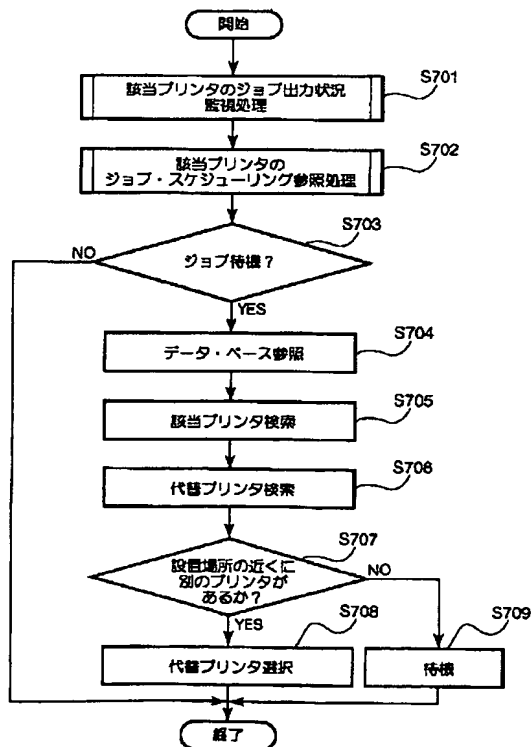 開始
S701
該当プリンタのジョブ出力状況
監視処理
S702
該当プリンタの
ジョブ・スケジューリング参照処理
S703
ジョブ待機?
NO
YES
S704
データ・ベース参照
S705
該当プリンタ検索
S706
代替プリンタ検索
S707
設置場所の近くに
別のプリンタが
あるか?
NO
YES
S708
代替プリンタ選択
S709
待機
終了